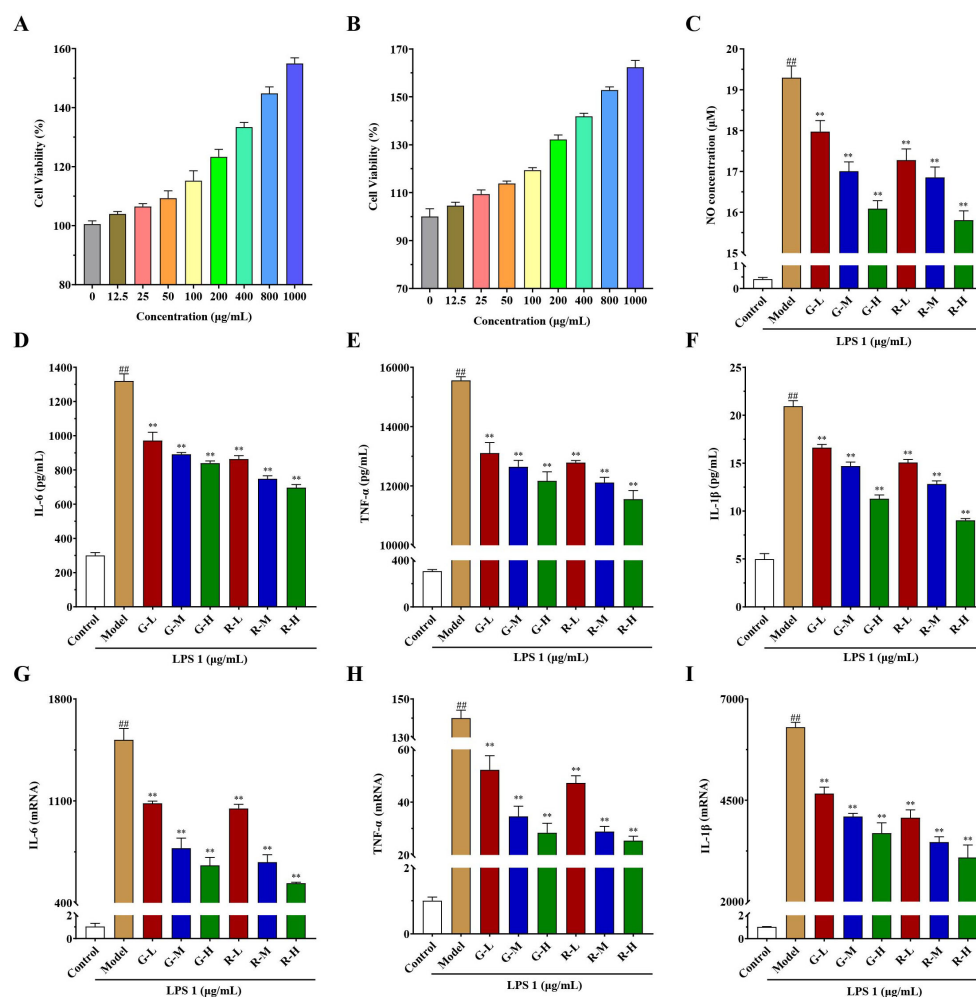 A
160
140
120
100
80
Cell Viability (%)
0 12.5 25 50 100 200 400 800 1000
Concentration (μg/mL)
B
170
150
130
110
90
70
Cell Viability (%)
0 12.5 25 50 100 200 400 800 1000
Concentration (μg/mL)
C
20
19
18
17
16
15
1
0
NO concentration (μM)
## ** ** ** ** ** **
Control Model G-L G-M G-H R-L R-M R-H
LPS 1 (μg/mL)
D
1400
1200
1000
800
600
400
200
0
IL-6 (pg/mL)
## ** ** ** ** ** **
Control Model G-L G-M G-H R-L R-M R-H
LPS 1 (μg/mL)
E
16000
14000
12000
10000
400
0
TNF-α (pg/mL)
## ** ** ** ** ** **
Control Model G-L G-M G-H R-L R-M R-H
LPS 1 (μg/mL)
F
25
20
15
10
5
0
IL-1β (pg/mL)
## ** ** ** ** ** **
Control Model G-L G-M G-H R-L R-M R-H
LPS 1 (μg/mL)
G
1800
1100
400
2
0
IL-6 (mRNA)
## ** ** ** ** ** **
Control Model G-L G-M G-H R-L R-M R-H
LPS 1 (μg/mL)
H
150
130
60
40
20
2
0
TNF-α (mRNA)
## ** ** ** ** ** **
Control Model G-L G-M G-H R-L R-M R-H
LPS 1 (μg/mL)
I
7000
4500
2000
2
0
IL-1β (mRNA)
## ** ** ** ** ** **
Control Model G-L G-M G-H R-L R-M R-H
LPS 1 (μg/mL)